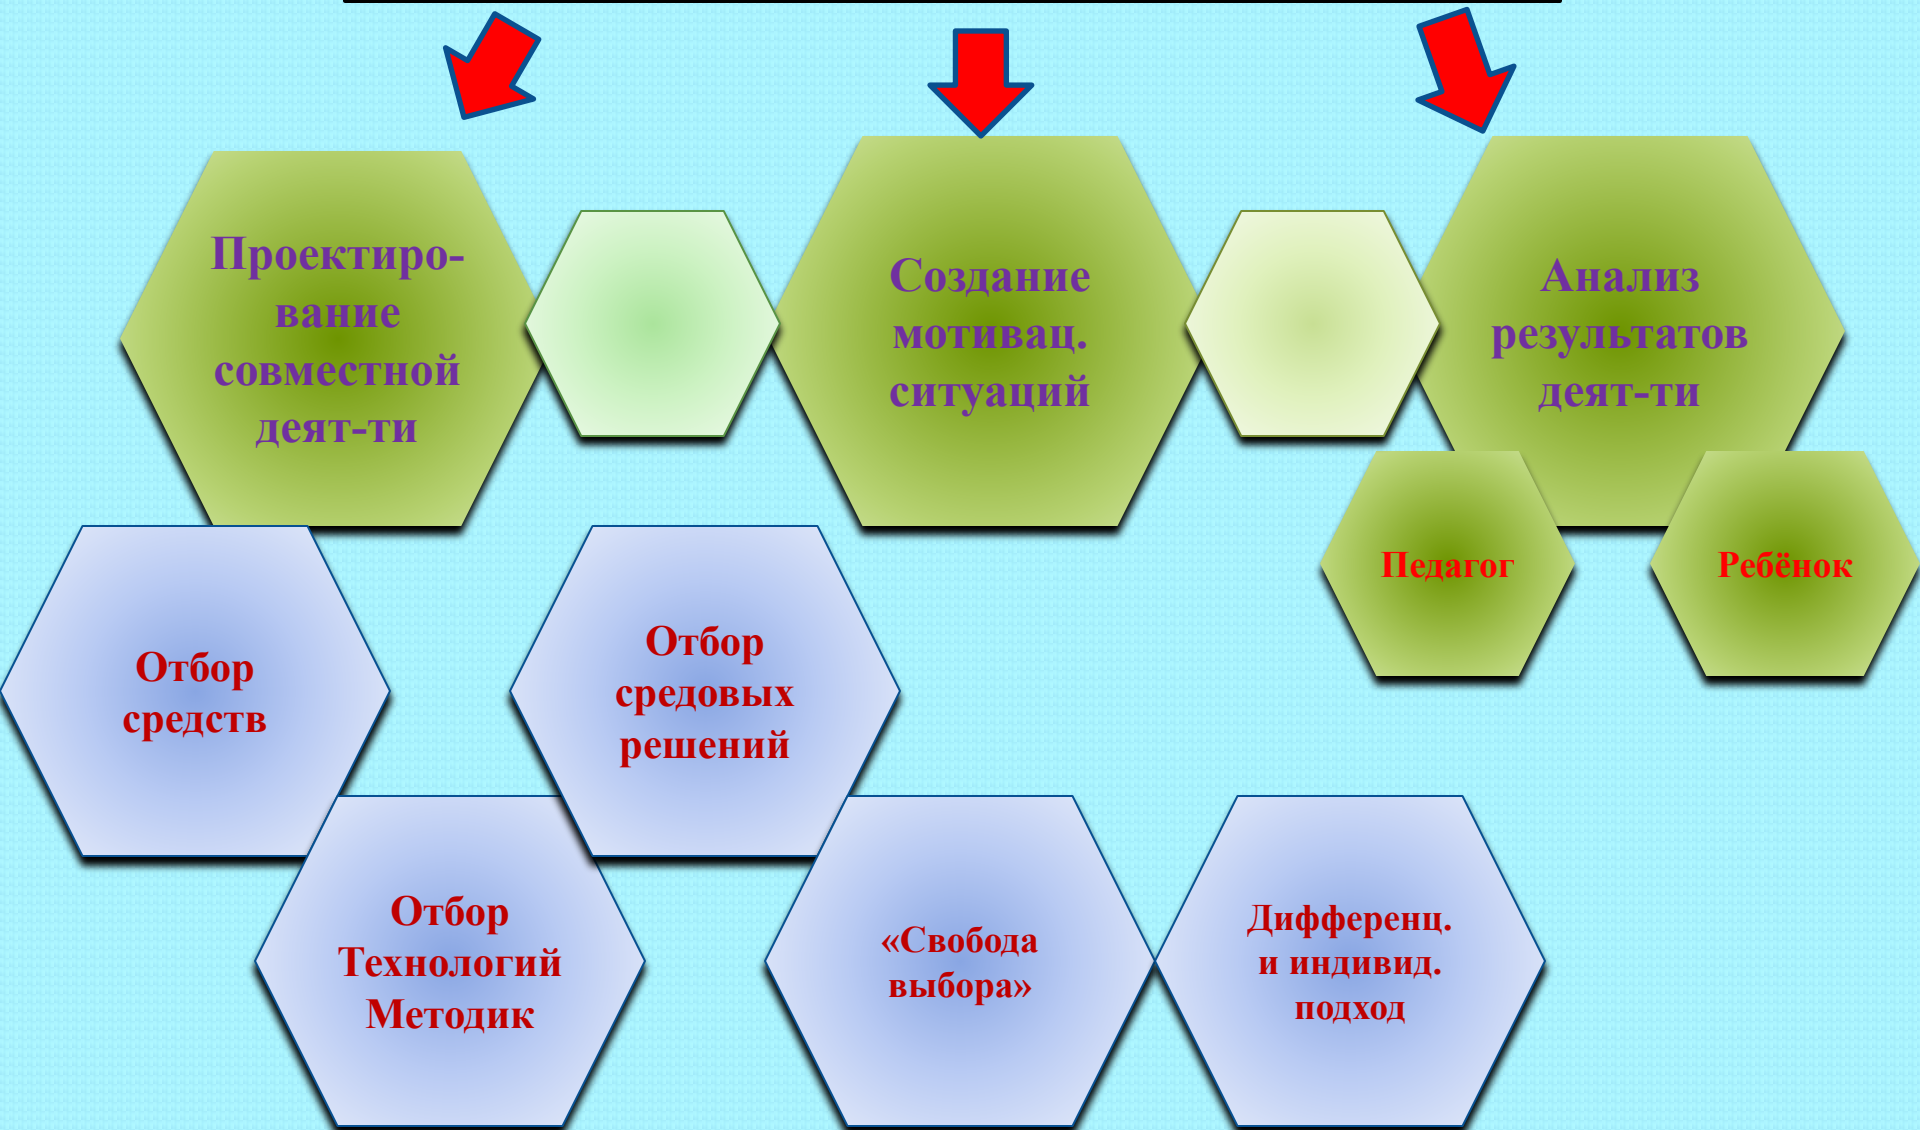 Проектиро-
вание
совместной
деят-ти
Создание
мотивац.
ситуаций
Анализ
результатов
деят-ти
Педагог
Ребёнок
Отбор
средств
Отбор
средовых
решений
Отбор
Технологий
Методик
«Свобода
выбора»
Дифференц.
и индивид.
подход